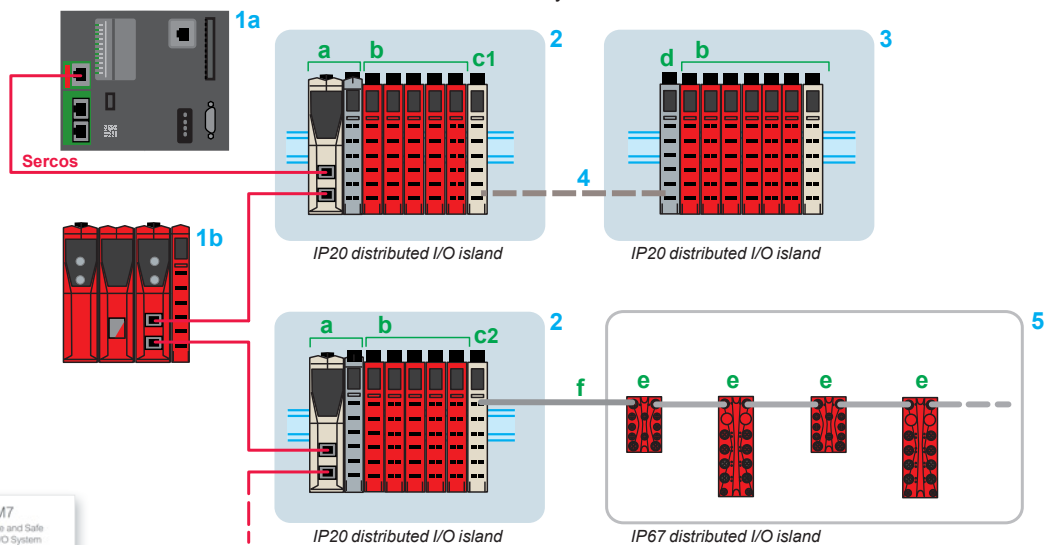 1a
2
3
a
b
c1
d
b
Sercos
4
1b
IP20 distributed I/O island
IP20 distributed I/O island
a
b
c2
2
5
f
e
e
e
e
M7
e and Safe
/O System
IP20 distributed I/O island
IP67 distributed I/O island